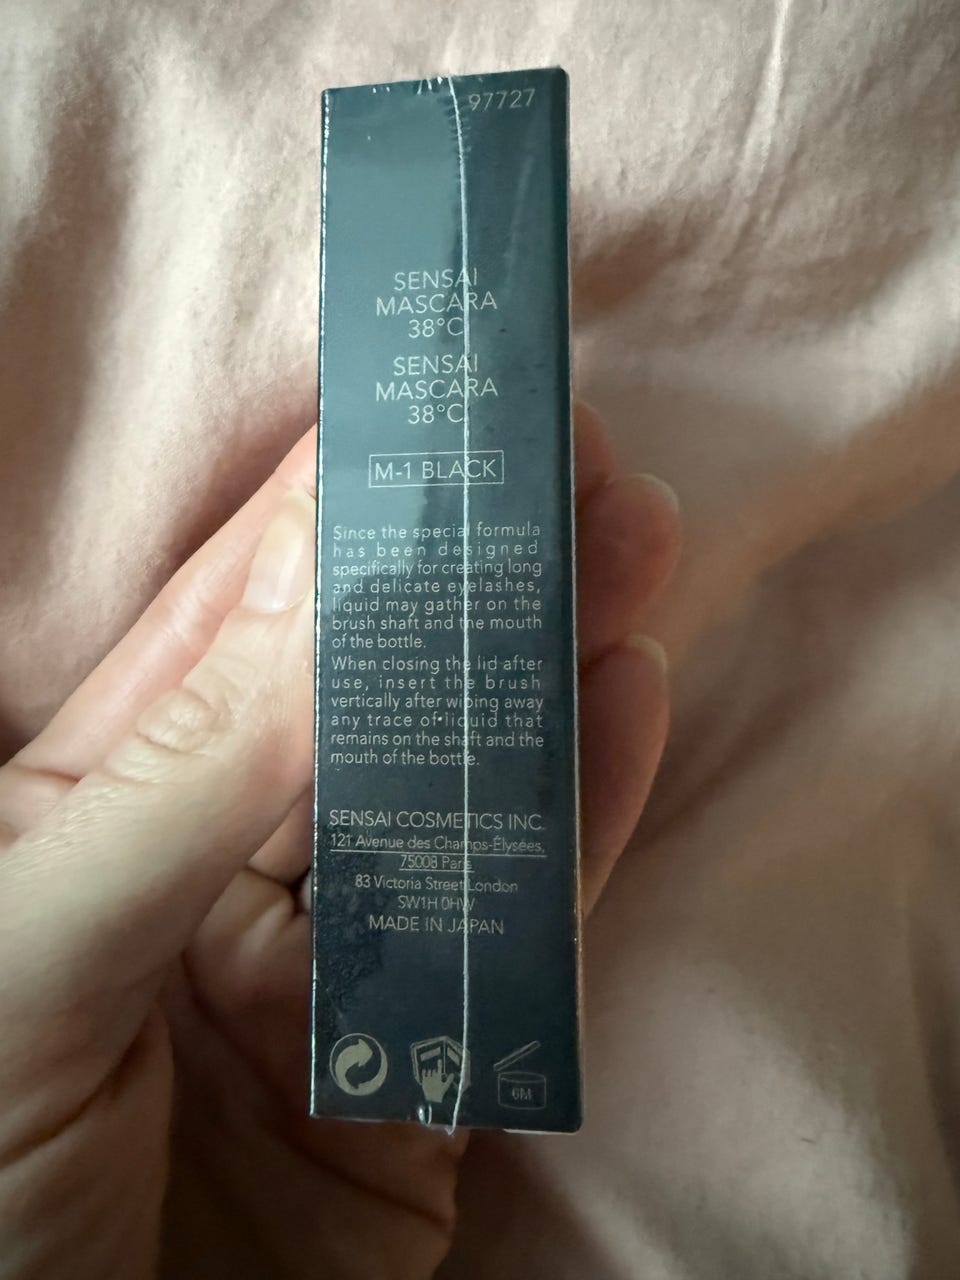 97727
SENSAI
MASCARA
38°C
SENSAI
MASCARA
38°C
M-1 BLACK
Since the special formula
has been designed
specifically for creating long
and delicate eyelashes,
liquid may gather on the
brush shaft and the mouth
of the bottle.
When closing the lid after
use, insert the brush
vertically after wiping away
any trace of liquid that
remains on the shaft and the
mouth of the bottle.
SENSAI COSMETICS INC.
121 Avenue des Champs-Élysées,
75008 Paris
83 Victoria Street London
SW1H 0HW
MADE IN JAPAN
6M